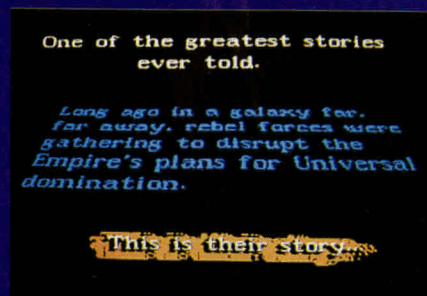 One of the greatest stories
ever told.
Long ago in a galaxy far,
far away, rebel forces were
gathering to disrupt the
Empire's plans for Universal
domination.
This is their story...